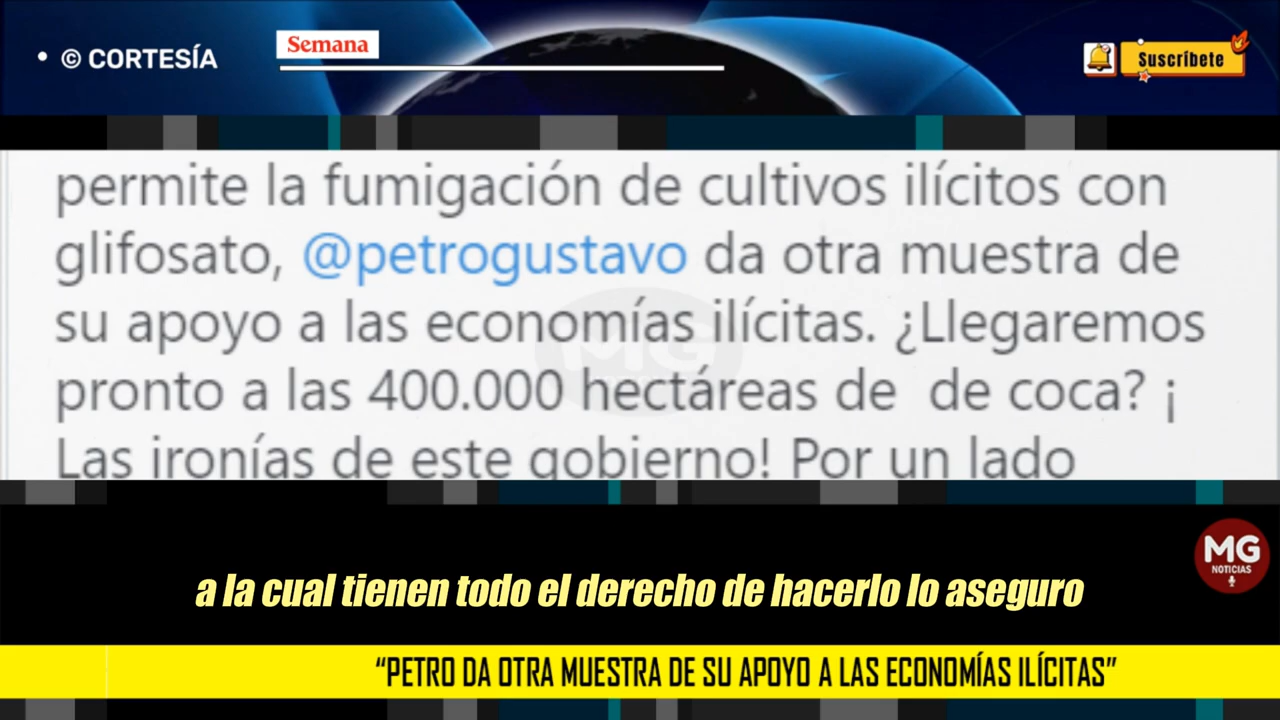 • © CORTESÍA
Semana
Suscríbete
permite la fumigación de cultivos ilícitos con
glifosato, @petrogustavo da otra muestra de
su apoyo a las economías ilícitas. ¿Llegaremos
pronto a las 400.000 hectáreas de  de coca? ¡
Las ironías de este gobierno! Por un lado
MG
a la cual tienen todo el derecho de hacerlo lo aseguro
MG
NOTICIAS
“PETRO DA OTRA MUESTRA DE SU APOYO A LAS ECONOMÍAS ILÍCITAS”